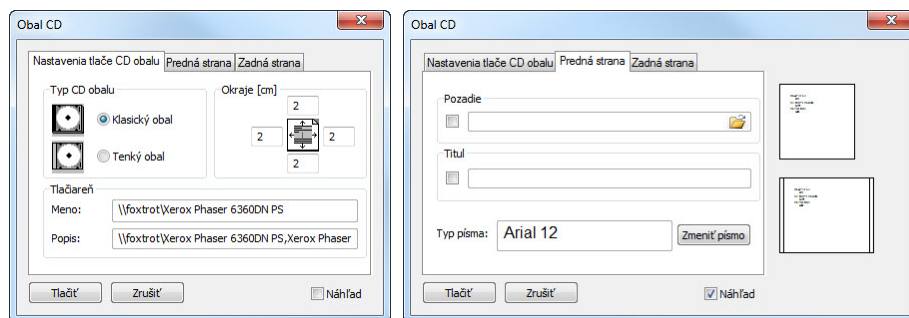 Obal CD
Nastavenia tlače CD obalu Predná strana Zadná strana
Typ CD obalu
Klasický obal
Tenký obal
Okraje [cm]
2
2 2
2
Tlačiareň
Meno: \\foxtrot\Xerox Phaser 6360DN PS
Popis: \\foxtrot\Xerox Phaser 6360DN PS,Xerox Phaser
Tlačiť Zrušiť Náhľad
Obal CD
Nastavenia tlače CD obalu Predná strana Zadná strana
Pozadie
Titul
Typ písma: Arial 12 Zmeniť písmo
Tlačiť Zrušiť Náhľad